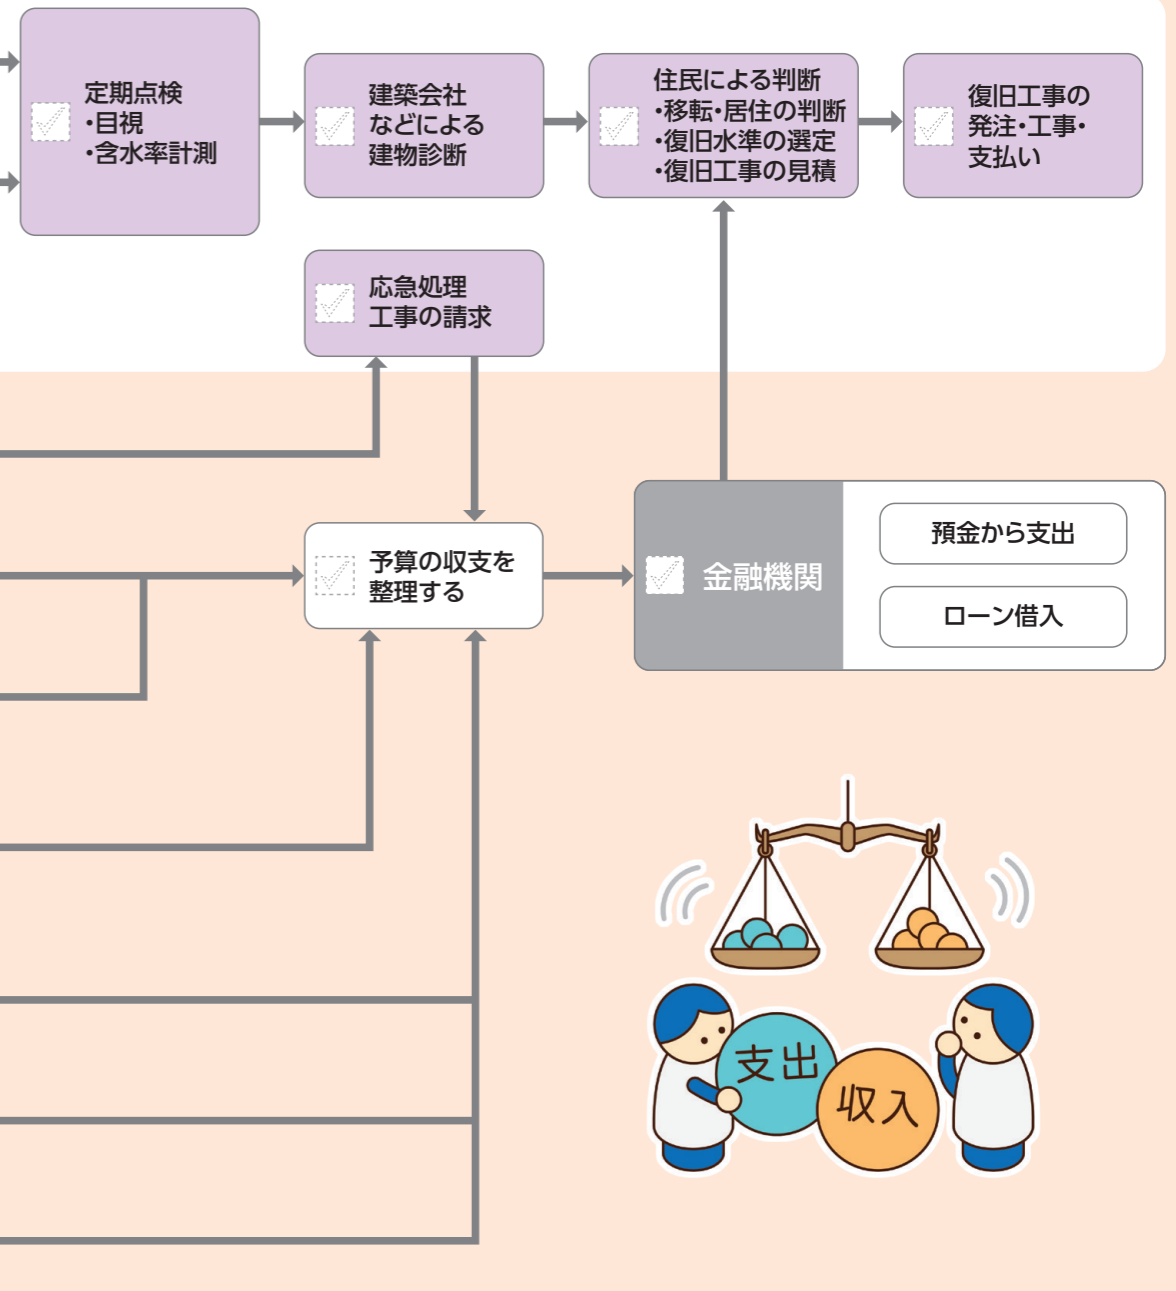 定期点検
・目視
・含水率計測
建築会社
などによる
建物診断
住民による判断
・移転・居住の判断
・復旧水準の選定
・復旧工事の見積
復旧工事の
発注・工事・
支払い
応急処理
工事の請求
予算の収支を
整理する
金融機関
預金から支出
ローン借入
支出
収入